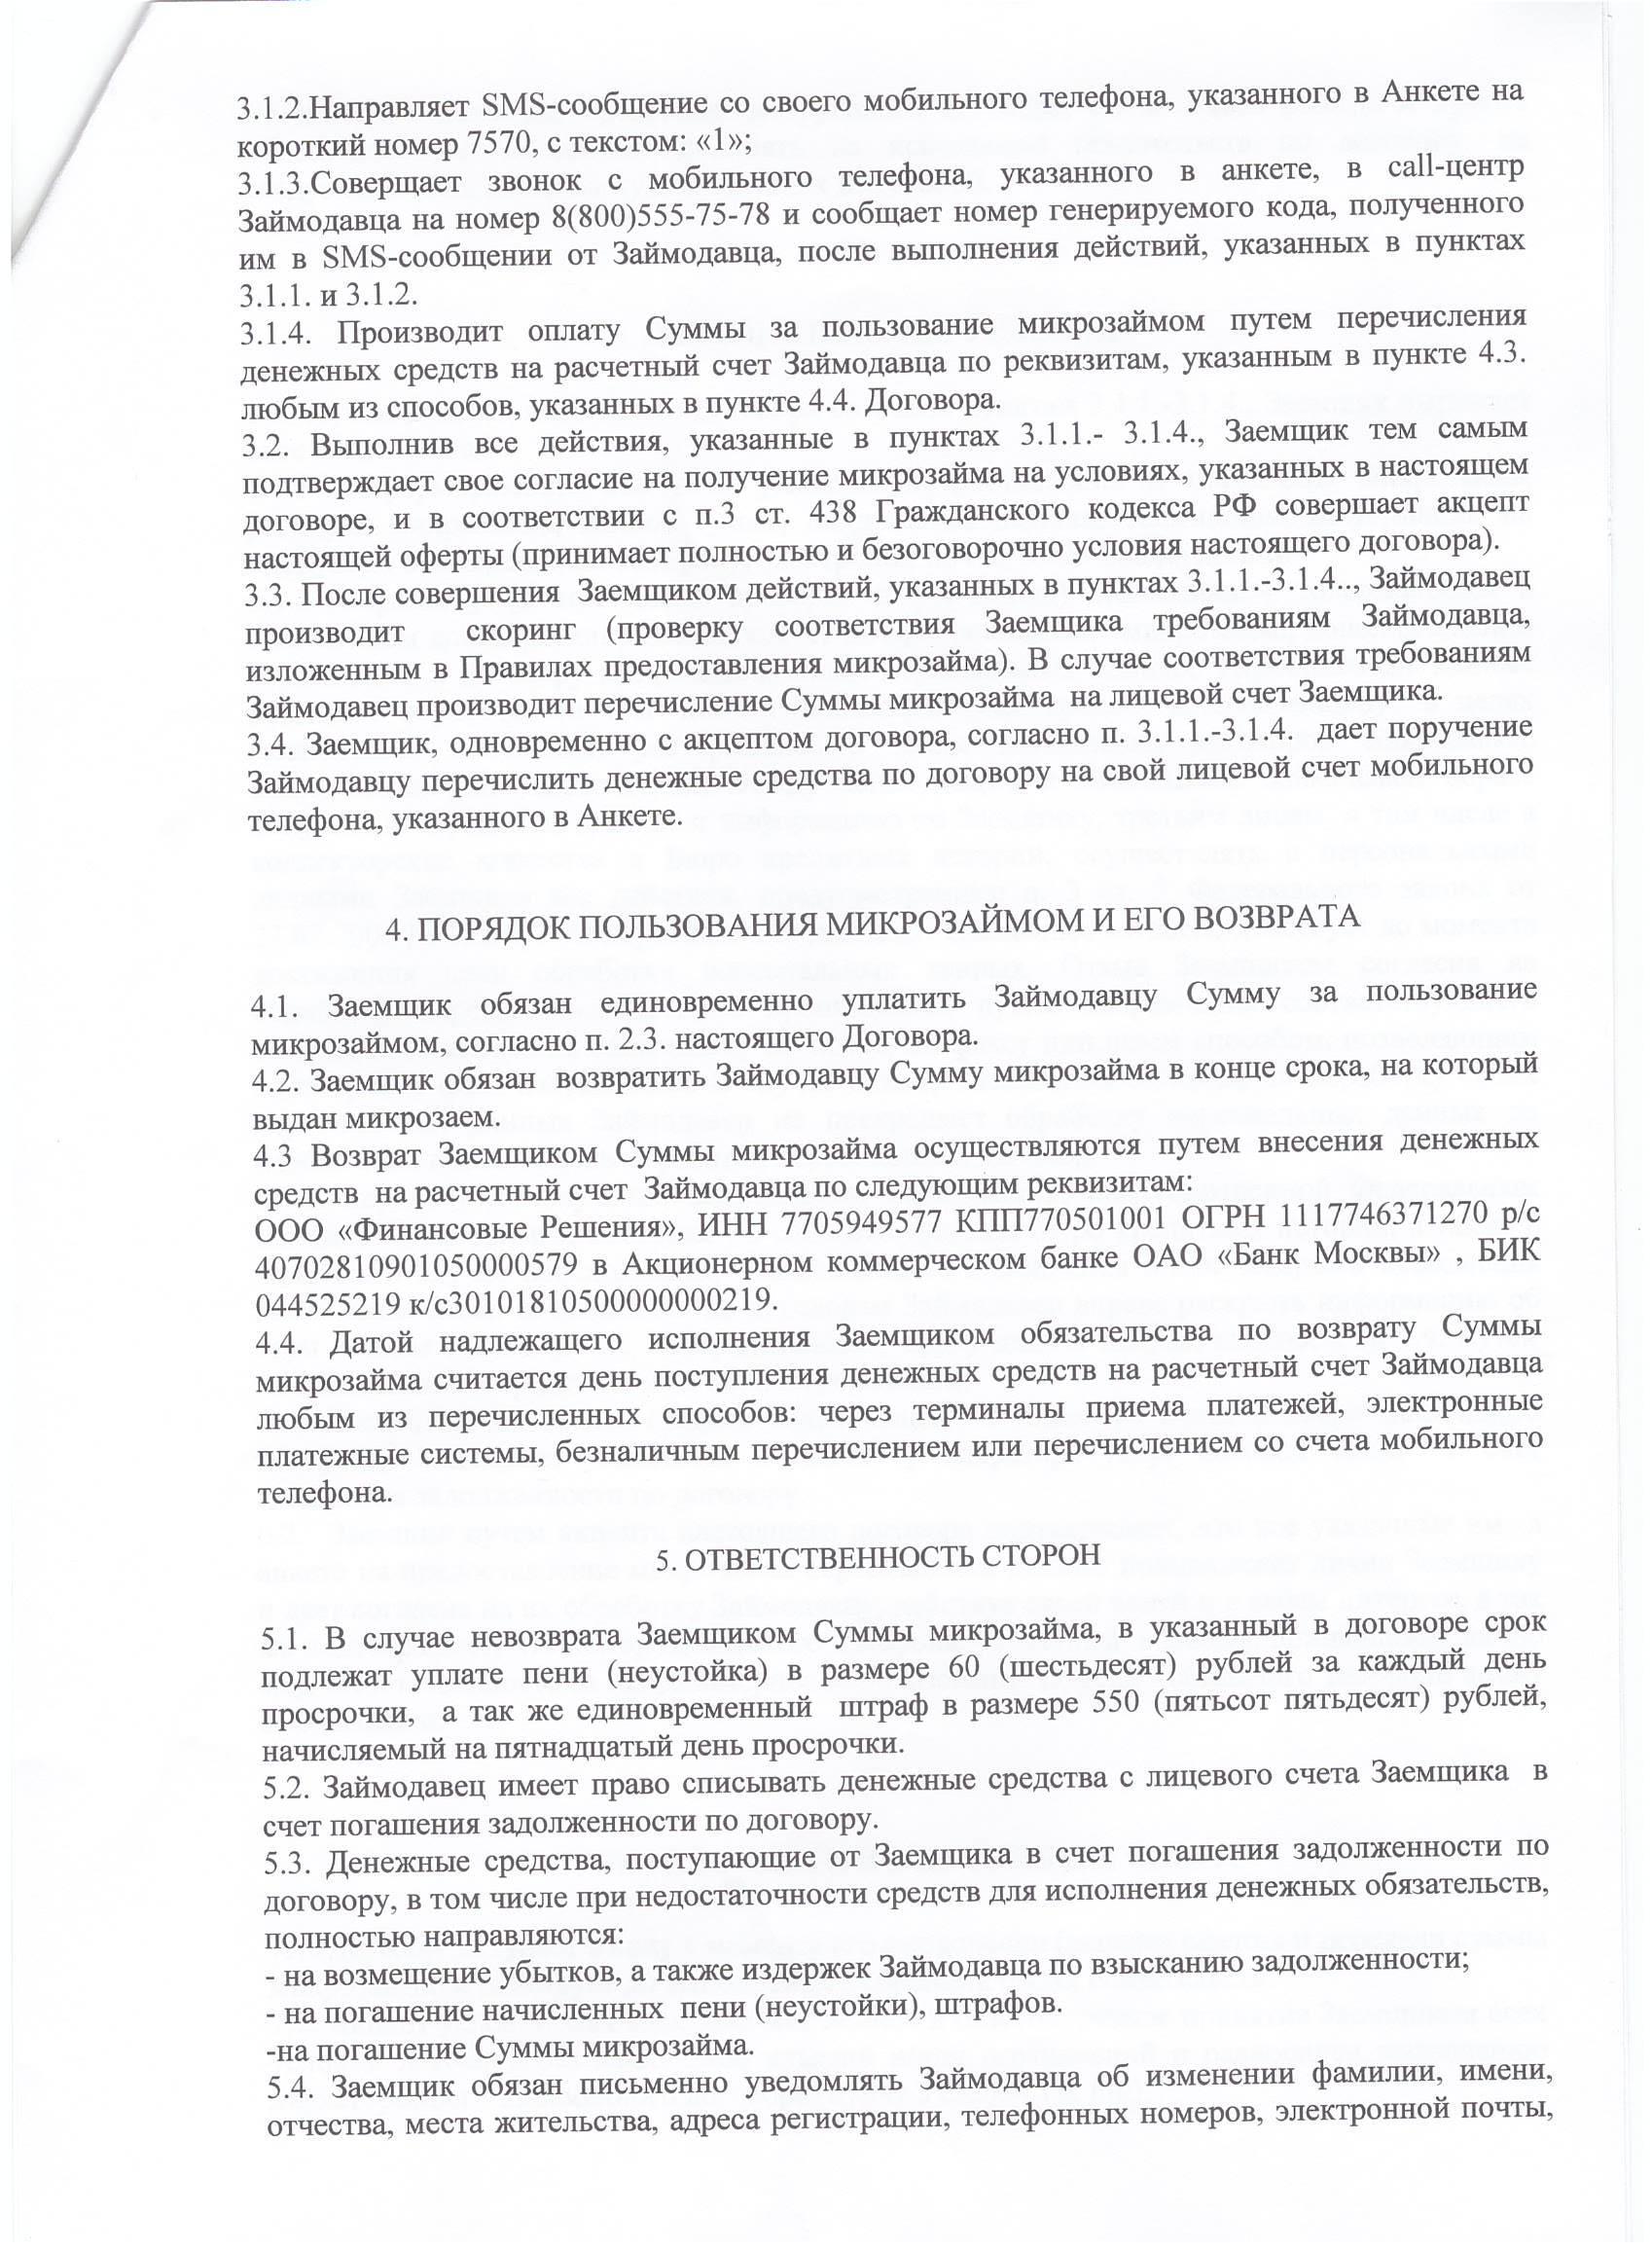 3.1.2.Направляет SMS-сообщение со своего мобильного телефона, указанного в Анкете на
короткий номер 7570, с текстом: «1»;
3.1.3.Соверщает звонок с мобильного телефона, указанного в анкете, в call-центр
Займодавца на номер 8(800)555-75-78 и сообщает номер генерируемого кода, полученного
им в SMS-сообщении от Займодавца, после выполнения действий, указанных в пунктах
3.1.1. и 3.1.2.
3.1.4. Производит оплату Суммы за пользование микрозаймом путем перечисления
денежных средств на расчетный счет Займодавца по реквизитам, указанным в пункте 4.3.
любым из способов, указанных в пункте 4.4. Договора.
3.2. Выполнив все действия, указанные в пунктах 3.1.1.- 3.1.4., Заемщик тем самым
подтверждает свое согласие на получение микрозайма на условиях, указанных в настоящем
договоре, и в соответствии с п.3 ст. 438 Гражданского кодекса РФ совершает акцепт
настоящей оферты (принимает полностью и безоговорочно условия настоящего договора).
3.3. После совершения Заемщиком действий, указанных в пунктах 3.1.1.-3.1.4.., Займодавец
производит скоринг (проверку соответствия Заемщика требованиям Займодавца,
изложенным в Правилах предоставления микрозайма). В случае соответствия требованиям
Займодавец производит перечисление Суммы микрозайма на лицевой счет Заемщика.
3.4. Заемщик, одновременно с акцептом договора, согласно п. 3.1.1.-3.1.4. дает поручение
Займодавцу перечислить денежные средства по договору на свой лицевой счет мобильного
телефона, указанного в Анкете.
4. ПОРЯДОК ПОЛЬЗОВАНИЯ МИКРОЗАЙМОМ И ЕГО ВОЗВРАТА
4.1. Заемщик обязан единовременно уплатить Займодавцу Сумму за пользование
микрозаймом, согласно п. 2.3. настоящего Договора.
4.2. Заемщик обязан возвратить Займодавцу Сумму микрозайма в конце срока, на который
выдан микрозаем.
4.3 Возврат Заемщиком Суммы микрозайма осуществляются путем внесения денежных
средств на расчетный счет Займодавца по следующим реквизитам:
ООО «Финансовые Решения», ИНН 7705949577 КПП770501001 ОГРН 1117746371270 р/с
40702810901050000579 в Акционерном коммерческом банке ОАО «Банк Москвы» , БИК
044525219 к/с30101810500000000219.
4.4. Датой надлежащего исполнения Заемщиком обязательства по возврату Суммы
микрозайма считается день поступления денежных средств на расчетный счет Займодавца
любым из перечисленных способов: через терминалы приема платежей, электронные
платежные системы, безналичным перечислением или перечислением со счета мобильного
телефона.
5. ОТВЕТСТВЕННОСТЬ СТОРОН
5.1. В случае невозврата Заемщиком Суммы микрозайма, в указанный в договоре срок
подлежат уплате пени (неустойка) в размере 60 (шестьдесят) рублей за каждый день
просрочки, а так же единовременный штраф в размере 550 (пятьсот пятьдесят) рублей,
начисляемый на пятнадцатый день просрочки.
5.2. Займодавец имеет право списывать денежные средства с лицевого счета Заемщика в
счет погашения задолженности по договору.
5.3. Денежные средства, поступающие от Заемщика в счет погашения задолженности по
договору, в том числе при недостаточности средств для исполнения денежных обязательств,
полностью направляются:
- на возмещение убытков, а также издержек Займодавца по взысканию задолженности;
- на погашение начисленных пени (неустойки), штрафов.
-на погашение Суммы микрозайма.
5.4. Заемщик обязан письменно уведомлять Займодавца об изменении фамилии, имени,
отчества, места жительства, адреса регистрации, телефонных номеров, электронной почты,